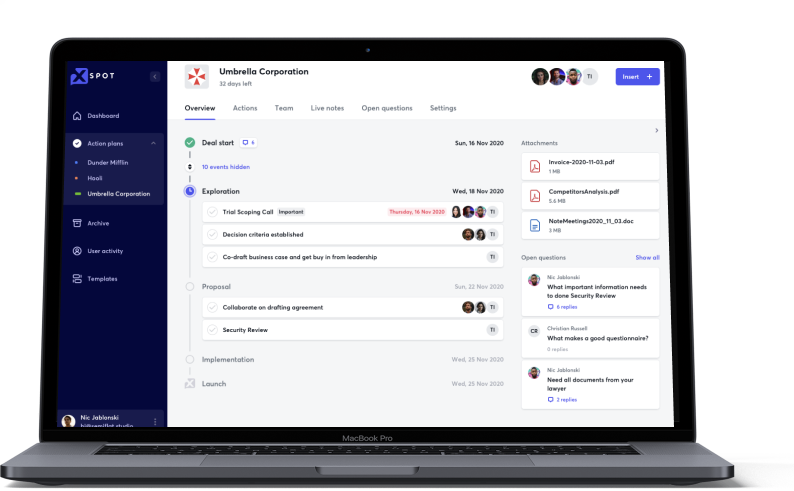 SPOT
Dashboard
Action plans
Dunder Mifflin
Hooli
Umbrella Corporation
Archive
User activity
Templates
Nic Jablonski
Umbrella Corporation
32 days left
TI
Insert +
Overview Actions Team Live notes Open questions Settings
Deal start 6 Sun, 16 Nov 2020
10 events hidden
Exploration Wed, 18 Nov 2020
Trial Scoping Call Important Thursday, 16 Nov 2020 TI
Decision criteria established TI
Co-draft business case and get buy in from leadership TI
Proposal Sun, 22 Nov 2020
Collaborate on drafting agreement TI
Security Review TI
Implementation Wed, 25 Nov 2020
Launch Wed, 25 Nov 2020
Attachments
Invoice-2020-11-03.pdf
1 MB
CompetitorsAnalysis.pdf
5.6 MB
NoteMeetings2020_11_03.doc
3 MB
Open questions Show all
Nic Jablonski
What important information needs
to done Security Review
6 replies
CR
Christian Russell
What makes a good questionnaire?
0 replies
Nic Jablonski
Need all documents from your
lawyer
2 replies
MacBook Pro